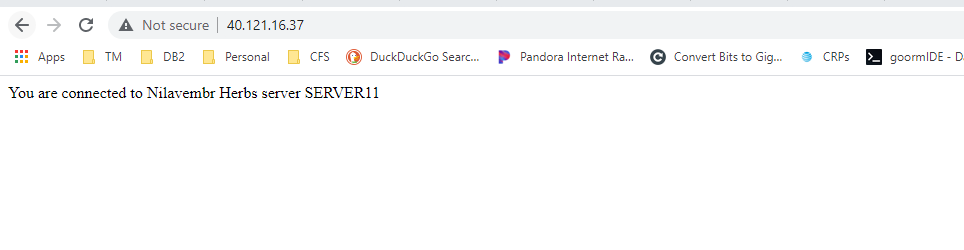 Not secure 40.121.16.37
Apps TM DB2 Personal CFS DuckDuckGo Searc... Pandora Internet Ra... Convert Bits to Gig... CRPs goormIDE - D
You are connected to Nilavembr Herbs server SERVER11